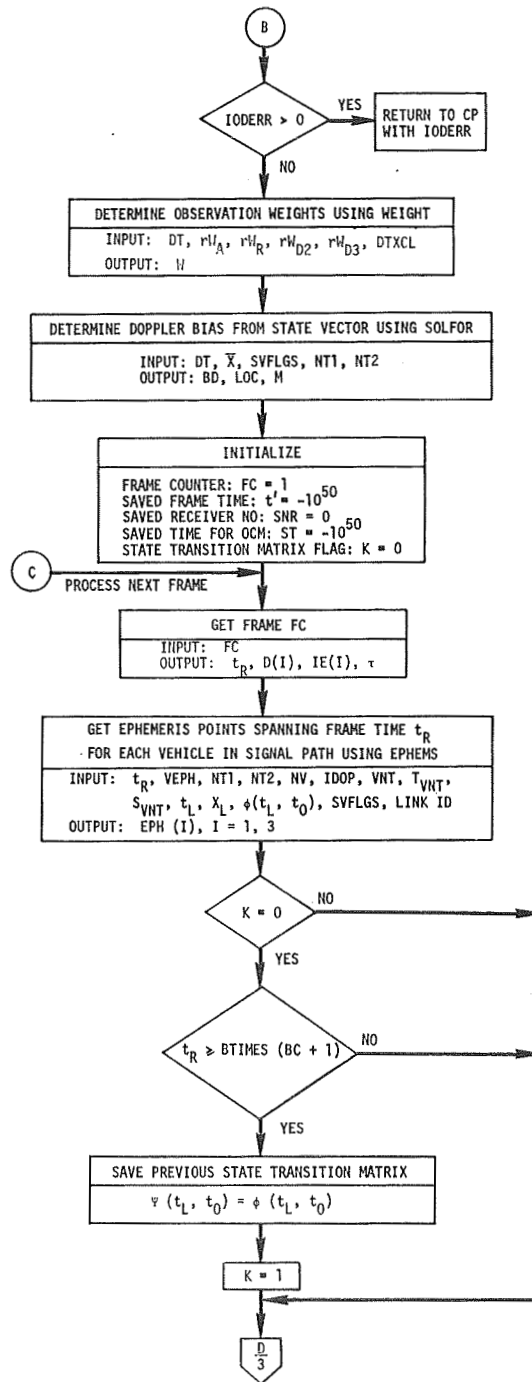 B
IODERR > 0
YES
RETURN TO CP
WITH IODERR
NO
DETERMINE OBSERVATION WEIGHTS USING WEIGHT
INPUT: DT, rW_A, rW_R, rW_D2, rW_D3, DTXCL
OUTPUT: W
DETERMINE DOPPLER BIAS FROM STATE VECTOR USING SOLFOR
INPUT: DT, X̅, SVFLGS, NT1, NT2
OUTPUT: BD, LOC, M
INITIALIZE
FRAME COUNTER: FC = 1
SAVED FRAME TIME: t' = -10^50
SAVED RECEIVER NO: SNR = 0
SAVED TIME FOR OCM: ST = -10^50
STATE TRANSITION MATRIX FLAG: K = 0
C
PROCESS NEXT FRAME
GET FRAME FC
INPUT: FC
OUTPUT: t_R, D(I), IE(I), τ
GET EPHEMERIS POINTS SPANNING FRAME TIME t_R
FOR EACH VEHICLE IN SIGNAL PATH USING EPHEMS
INPUT: t_R, VEPH, NT1, NT2, NV, IDOP, VNT, T_VNT,
S_VNT, t_L, X_L, ϕ(t_L, t_0), SVFLGS, LINK ID
OUTPUT: EPH (I), I = 1, 3
K = 0
NO
YES
t_R ≥ BTIMES (BC + 1)
NO
YES
SAVE PREVIOUS STATE TRANSITION MATRIX
Ψ (t_L, t_0) = ϕ (t_L, t_0)
K = 1
D
3